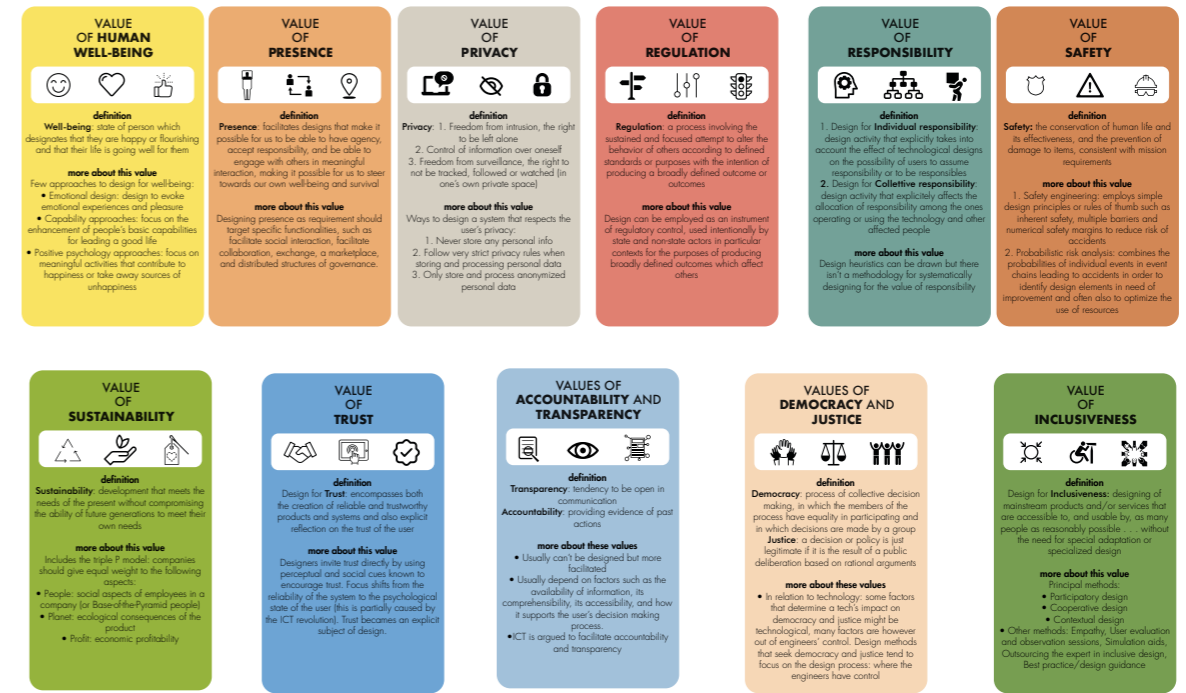 VALUE
OF HUMAN
WELL-BEING
definition
Well-being: state of person which
designates that they are happy or flourishing
and that their life is going well for them
more about this value
Few approaches to design for well-being:
• Emotional design: design to evoke
emotional experiences and pleasure
• Capability approaches: focus on the
enhancement of people's basic capabilities
for leading a good life
• Positive psychology approaches: focus on
meaningful activities that contribute to
happiness or take away sources of
unhappiness
VALUE
OF
PRESENCE
definition
Presence: facilitates designs that make it
possible for us to be able to have agency,
accept responsibility, and be able to
engage with others in meaningful
interaction, making it possible for us to steer
towards our own well-being and survival
more about this value
Designing presence as requirement should
target specific functionalities, such as
facilitate social interaction, facilitate
collaboration, exchange, a marketplace,
and distributed structures of governance.
VALUE
OF
PRIVACY
definition
Privacy: 1. Freedom from intrusion, the right
to be left alone
2. Control of information over oneself
3. Freedom from surveillance, the right to
not be tracked, followed or watched (in
one's own private space)
more about this value
Ways to design a system that respects the
user's privacy:
1. Never store any personal info
2. Follow very strict privacy rules when
storing and processing personal data
3. Only store and process anonymized
personal data
VALUE
OF
REGULATION
definition
Regulation: a process involving the
sustained and focused attempt to alter the
behavior of others according to defined
standards or purposes with the intention of
producing a broadly defined outcome or
outcomes
more about this value
Design can be employed as an instrument
of regulatory control, used intentionally by
state and non-state actors in particular
contexts for the purposes of producing
broadly defined outcomes which affect
others
VALUE
OF
RESPONSIBILITY
definition
1. Design for Individual responsibility:
design activity that explicitly takes into
account the effect of technological designs
on the possibility of users to assume
responsibility or to be responsibles
2. Design for Collettive responsibility:
design activity that explicitely affects the
allocation of responsibility among the ones
operating or using the technology and other
affected people
more about this value
Design heuristics can be drawn but there
isn't a methodology for systematically
designing for the value of responsibility
VALUE
OF
SAFETY
definition
Safety: the conservation of human life and
its effectiveness, and the prevention of
damage to items, consistent with mission
requirements
more about this value
1. Safety engineering: employs simple
design principles or rules of thumb such as
inherent safety, multiple barriers and
numerical safety margins to reduce risk of
accidents
2. Probabilistic risk analysis: combines the
probabilities of individual events in event
chains leading to accidents in order to
identify design elements in need of
improvement and often also to optimize the
use of resources
VALUE
OF
SUSTAINABILITY
definition
Sustainability: development that meets the
needs of the present without compromising
the ability of future generations to meet their
own needs
more about this value
Includes the triple P model: companies
should give equal weight to the following
aspects:
• People: social aspects of employees in a
company (or Base-of-the-Pyramid people)
• Planet: ecological consequences of the
product
• Profit: economic profitability
VALUE
OF
TRUST
definition
Design for Trust: encompasses both
the creation of reliable and trustworthy
products and systems and also explicit
reflection on the trust of the user
more about this value
Designers invite trust directly by using
perceptual and social cues known to
encourage trust. Focus shifts from the
reliability of the system to the psychological
state of the user (this is partially caused by
the ICT revolution). Trust becomes an explicit
subject of design.
VALUES OF
ACCOUNTABILITY AND
TRANSPARENCY
definition
Transparency: tendency to be open in
communication
Accountability: providing evidence of past
actions
more about these values
• Usually can't be designed but more
facilitated
• Usually depend on factors such as the
availability of information, its
comprehensibility, its accessibility, and how
it supports the user's decision making
process.
•ICT is argued to facilitate accountability
and transparency
VALUES OF
DEMOCRACY AND
JUSTICE
definition
Democracy: process of collective decision
making, in which the members of the
process have equality in participating and
in which decisions are made by a group
Justice: a decision or policy is just
legitimate if it is the result of a public
deliberation based on rational arguments
more about these values
• In relation to technology: some factors
that determine a tech's impact on
democracy and justice might be
technological, many factors are however
out of engineers' control. Design methods
that seek democracy and justice tend to
focus on the design process: where the
engineers have control
VALUE
OF
INCLUSIVENESS
definition
Design for Inclusiveness: designing of
mainstream products and/or services that
are accessible to, and usable by, as many
people as reasonably possible . . . without
the need for special adaptation or
specialized design
more about this value
Principal methods:
• Participatory design
• Cooperative design
• Contextual design
• Other methods: Empathy, User evaluation
and observation sessions, Simulation aids,
Outsourcing the expert in inclusive design,
Best practice/design guidance